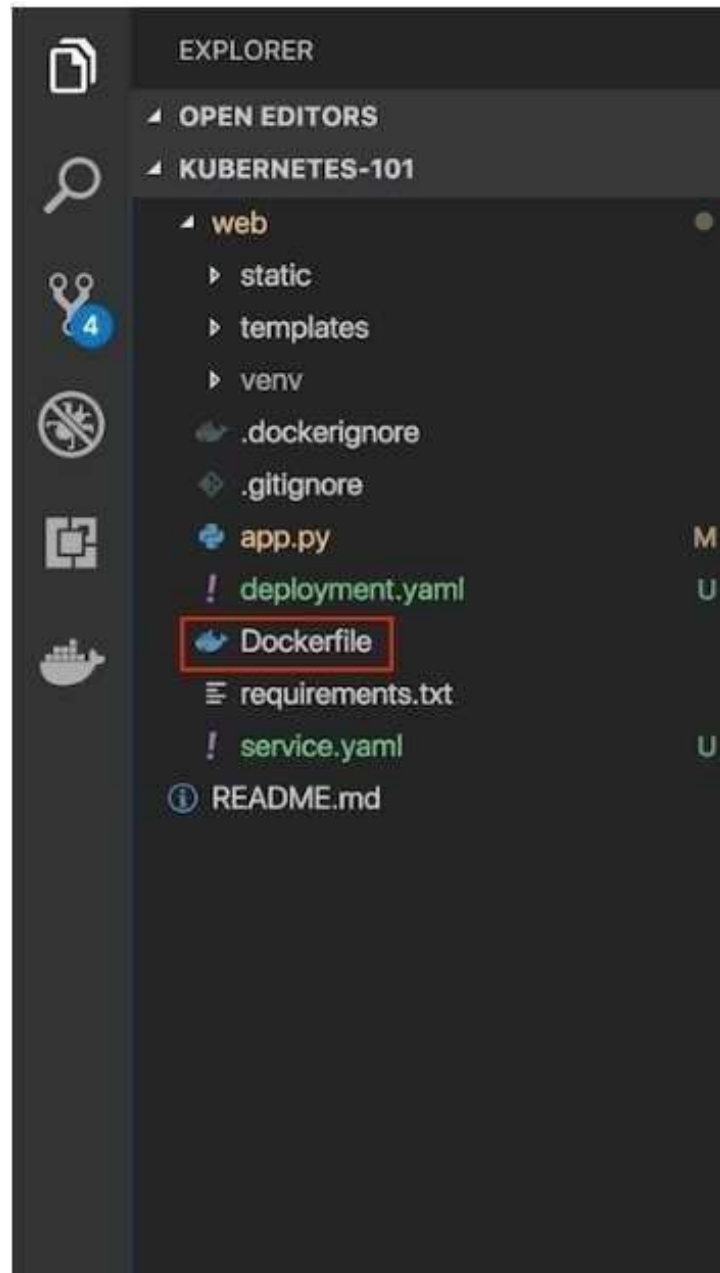 EXPLORER
OPEN EDITORS
KUBERNETES-101
web
static
templates
4
venv
.dockerignore
.gitignore
app.py M
deployment.yaml U
Dockerfile
requirements.txt
service.yaml U
README.md